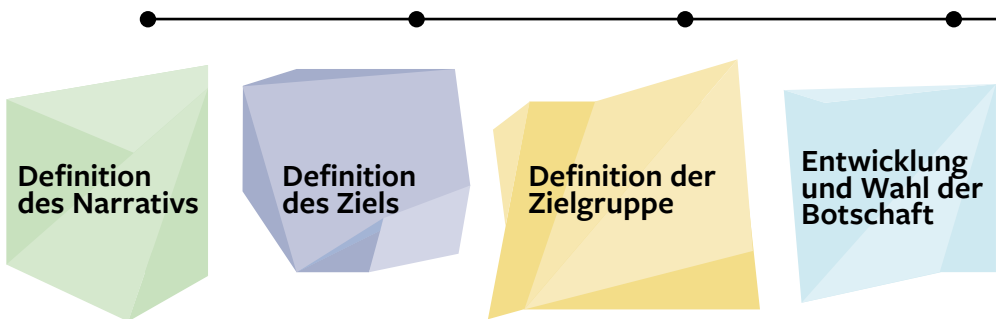 Definition
des Narrativs
Definition
des Ziels
Definition der
Zielgruppe
Entwicklung
und Wahl der
Botschaft